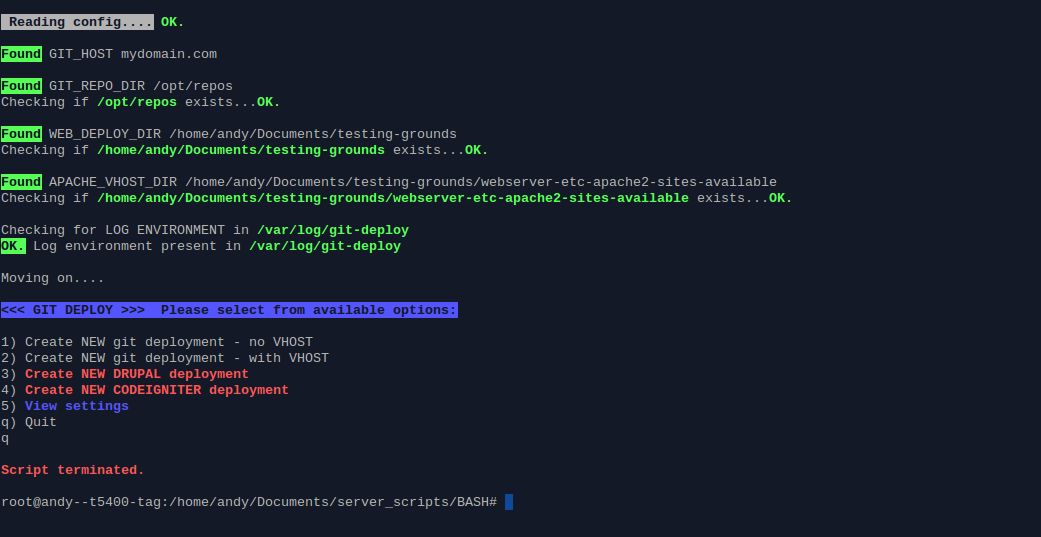 Reading config.... OK.
Found GIT_HOST mydomain.com
Found GIT_REPO_DIR /opt/repos
Checking if /opt/repos exists...OK.
Found WEB_DEPLOY_DIR /home/andy/Documents/testing-grounds
Checking if /home/andy/Documents/testing-grounds exists...OK.
Found APACHE_VHOST_DIR /home/andy/Documents/testing-grounds/webserver-etc-apache2-sites-available
Checking if /home/andy/Documents/testing-grounds/webserver-etc-apache2-sites-available exists...OK.
Checking for LOG ENVIRONMENT in /var/log/git-deploy
OK. Log environment present in /var/log/git-deploy
Moving on....
<<< GIT DEPLOY >>>  Please select from available options:
1) Create NEW git deployment - no VHOST
2) Create NEW git deployment - with VHOST
3) Create NEW DRUPAL deployment
4) Create NEW CODEIGNITER deployment
5) View settings
q) Quit
q
Script terminated.
root@andy--t5400-tag:/home/andy/Documents/server_scripts/BASH#